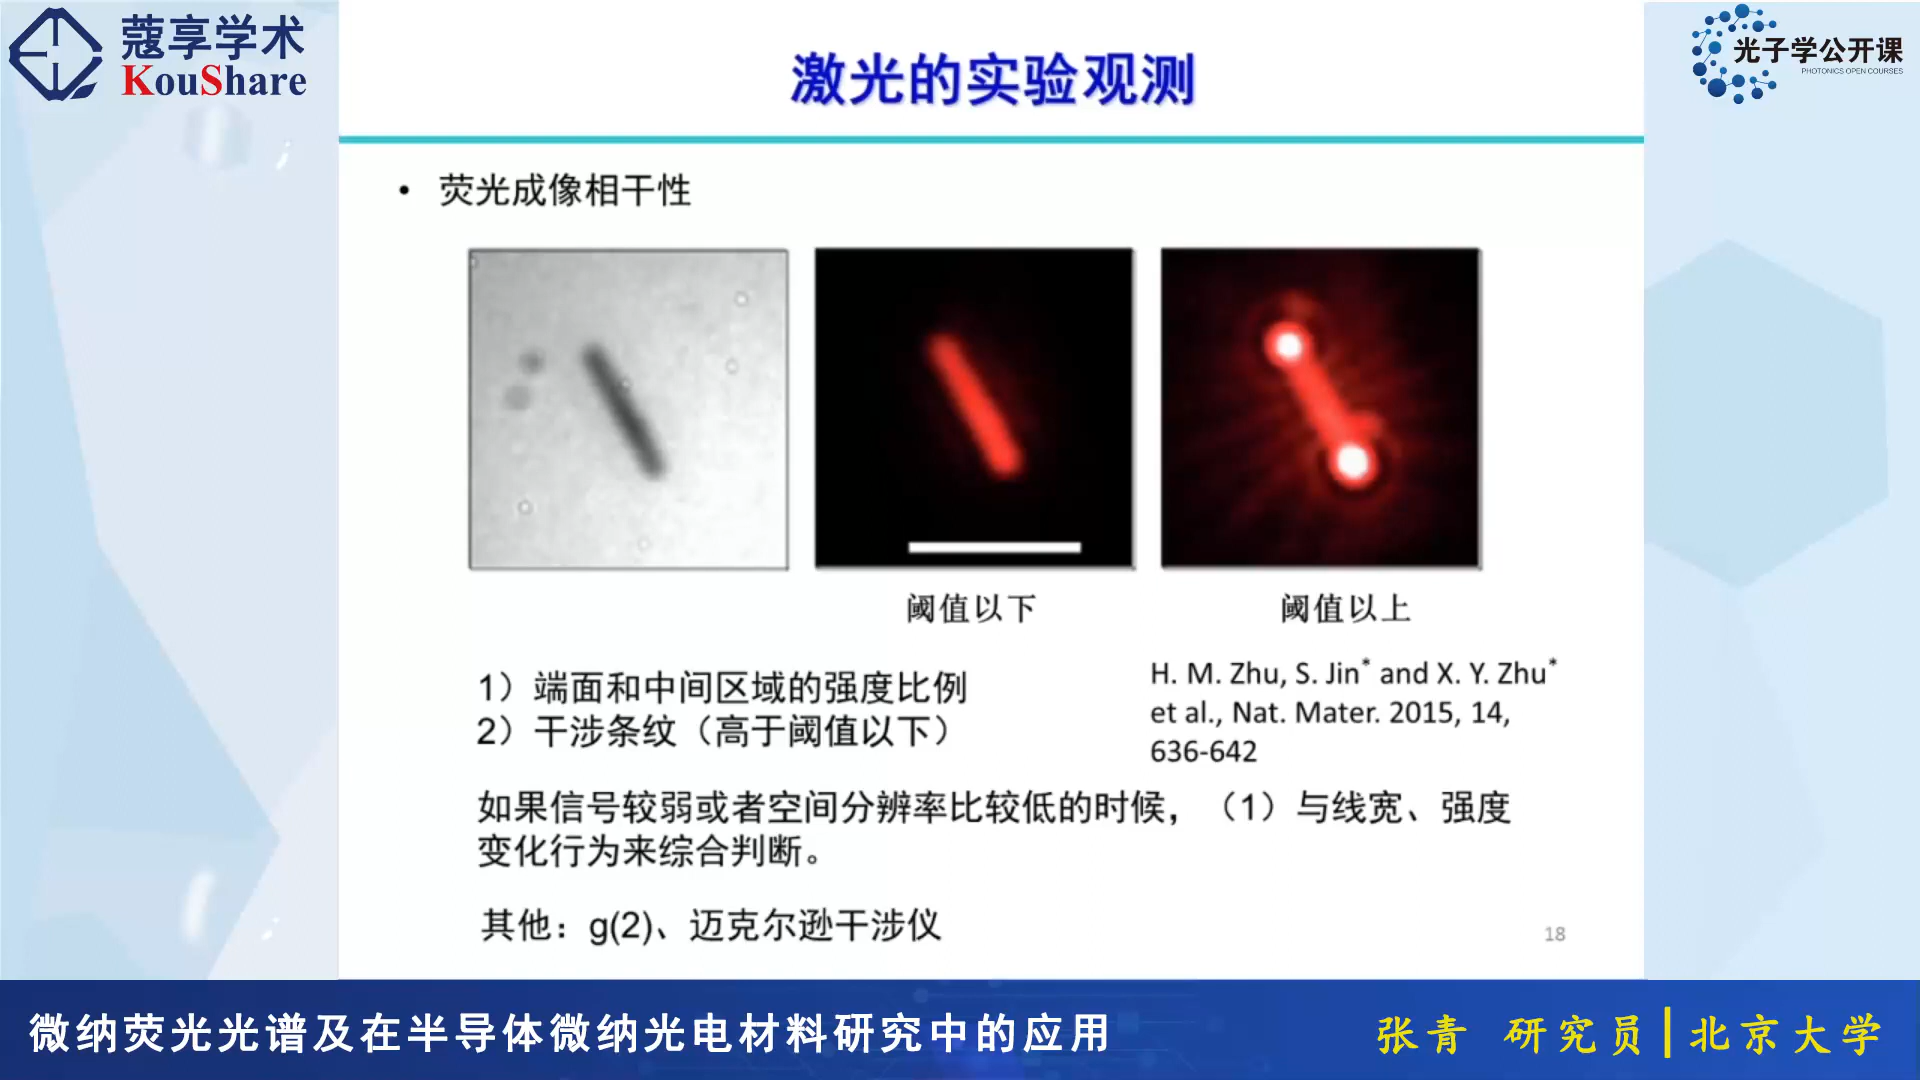 蔻享学术
KouShare
激光的实验观测
光子学公开课
PHOTONICS OPEN COURSES
• 荧光成像相干性
阈值以下
阈值以上
1）端面和中间区域的强度比例
2）干涉条纹（高于阈值以下）
H. M. Zhu, S. Jin* and X. Y. Zhu*
et al., Nat. Mater. 2015, 14,
636-642
如果信号较弱或者空间分辨率比较低的时候，（1）与线宽、强度
变化行为来综合判断。
其他：g(2)、迈克尔逊干涉仪
18
微纳荧光光谱及在半导体微纳光电材料研究中的应用
张青 研究员|北京大学